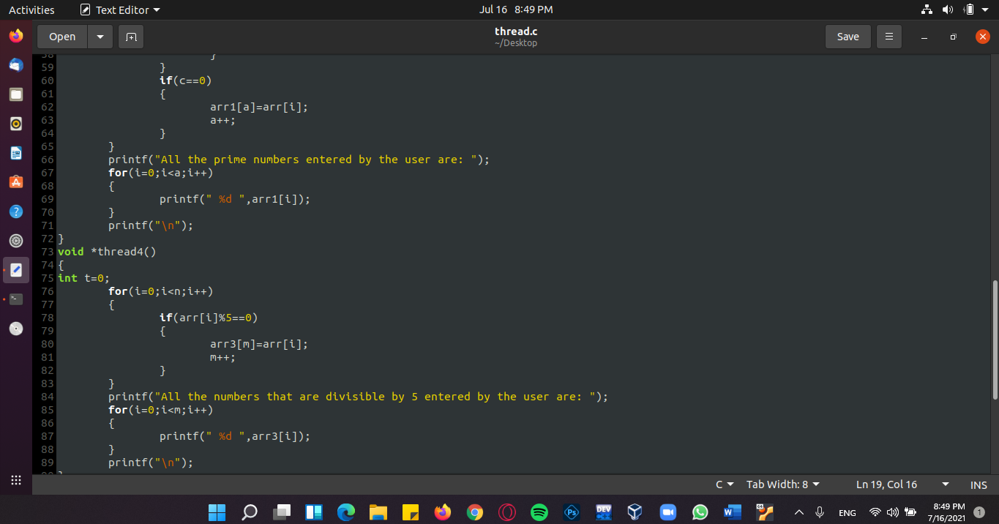 Activities Text Editor Jul 16 8:49 PM
Open thread.c Save
~/Desktop
58 }
59 }
60 if(c==0)
61 {
62 arr1[a]=arr[i];
63 a++;
64 }
65 }
66 printf("All the prime numbers entered by the user are: ");
67 for(i=0;i<a;i++)
68 {
69 printf(" %d ",arr1[i]);
70 }
71 printf("\n");
72 }
73 void *thread4()
74 {
75 int t=0;
76 for(i=0;i<n;i++)
77 {
78 if(arr[i]%5==0)
79 {
80 arr3[m]=arr[i];
81 m++;
82 }
83 }
84 printf("All the numbers that are divisible by 5 entered by the user are: ");
85 for(i=0;i<m;i++)
86 {
87 printf(" %d ",arr3[i]);
88 }
89 printf("\n");
90 }
C Tab Width: 8 Ln 19, Col 16 INS
Ps DEV C++ W 64 ENG 8:49 PM 1
7/16/2021